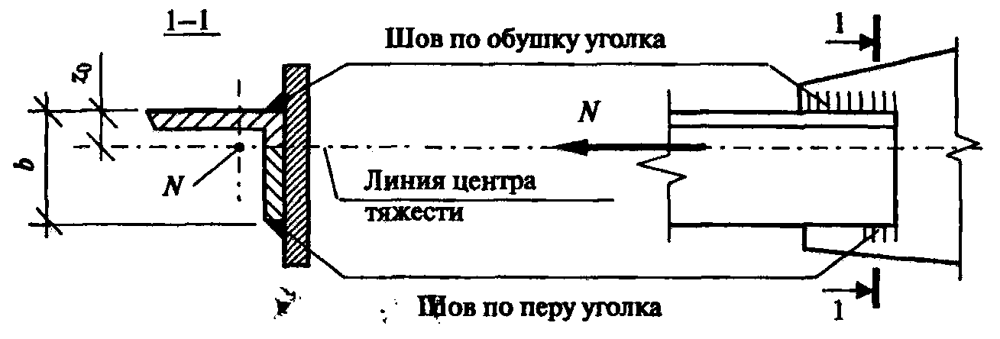 1–1
Шов по обушку уголка
1
z₀
N
b
N
Линия центра
тяжести
Шов по перу уголка
1